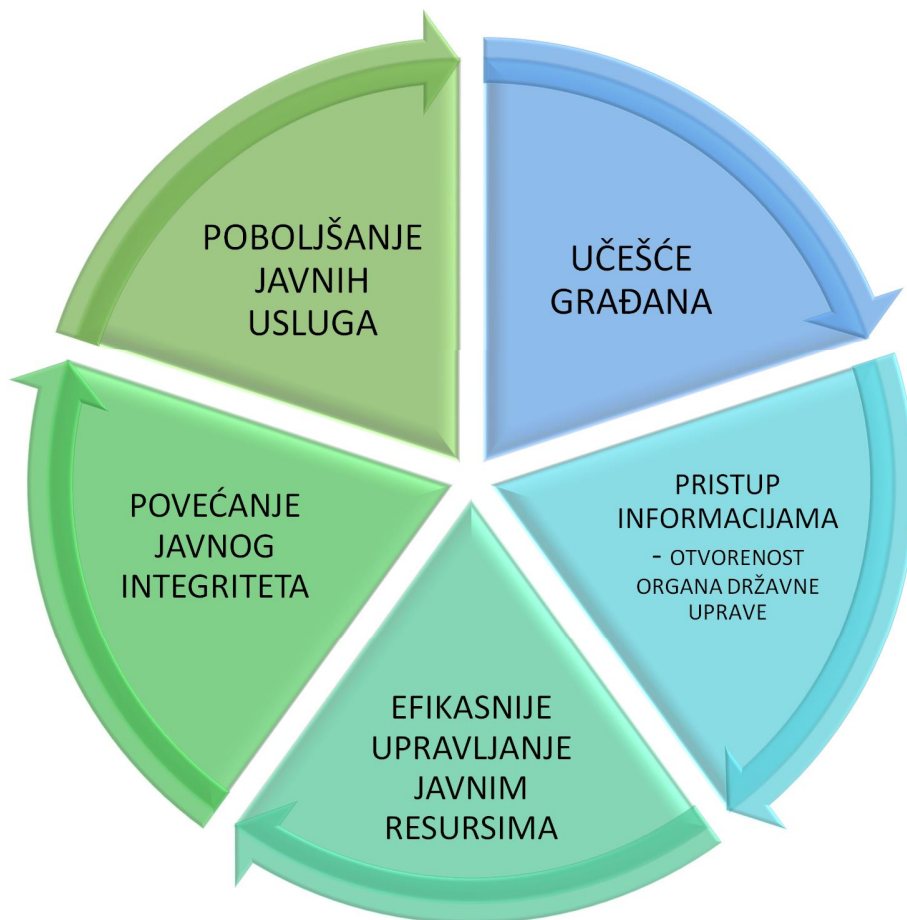 POBOLJŠANJE
JAVNIH
USLUGA
UČEŠĆE
GRAĐANA
PRISTUP
INFORMACIJAMA
- OTVORENOST
ORGANA DRŽAVNE
UPRAVE
EFIKASNIJE
UPRAVLJANJE
JAVNIM
RESURSIMA
POVEĆANJE
JAVNOG
INTEGRITETA